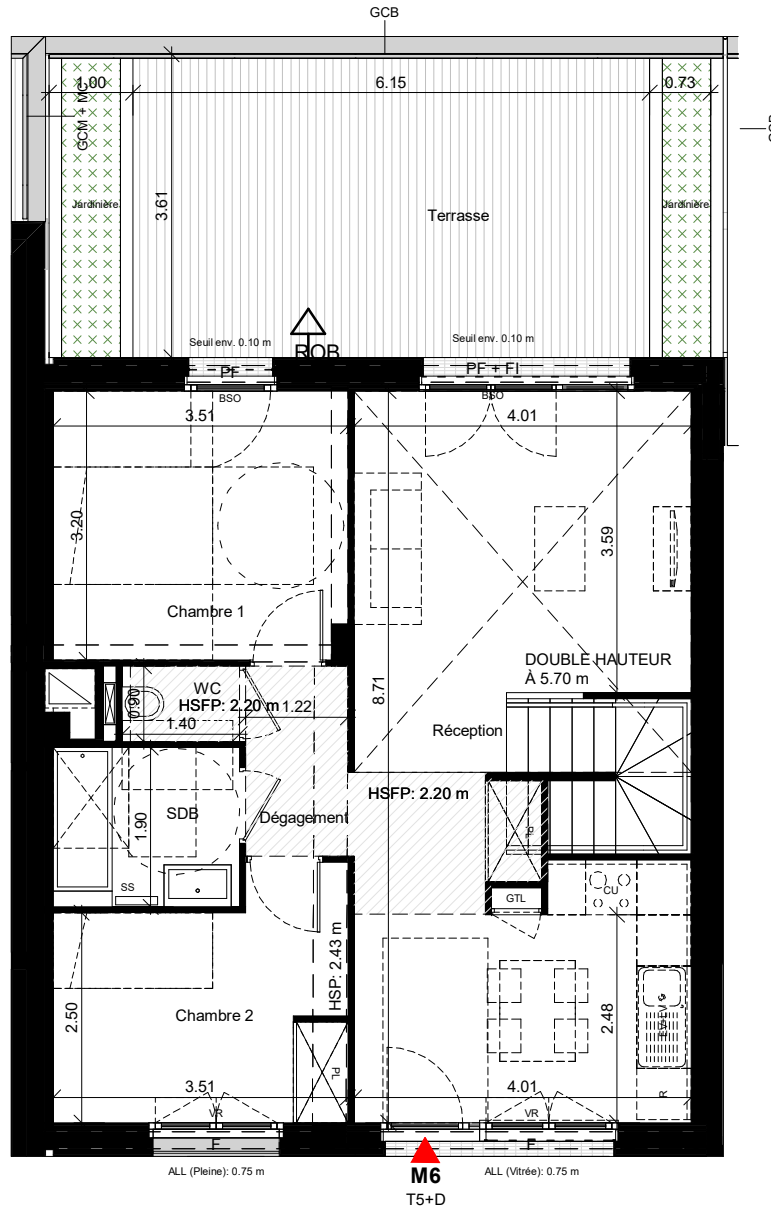 GCB
1.00
6.15
0.73
GCM + MC
GCB
Jardinière
3.61
Terrasse
Jardinière
Seuil env. 0.10 m
Seuil env. 0.10 m
ROB
PF
PF + FI
BSO
BSO
3.51
4.01
3.20
3.59
Chambre 1
DOUBLE HAUTEUR
À 5.70 m
8.71
WC
HSFP: 2.20 m
0.90
1.22
1.40
Réception
HSFP: 2.20 m
SDB
Dégagement
1.90
PL
SS
GTL
CU
HSP: 2.43 m
2.50
Chambre 2
2.48
PL
R
3.51
4.01
VR
VR
F
F
ALL (Pleine): 0.75 m
M6
ALL (Vitrée): 0.75 m
T5+D